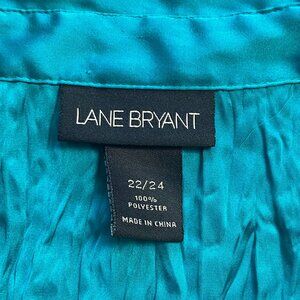 LANE BRYANT
22/24
100%
POLYESTER
MADE IN CHINA